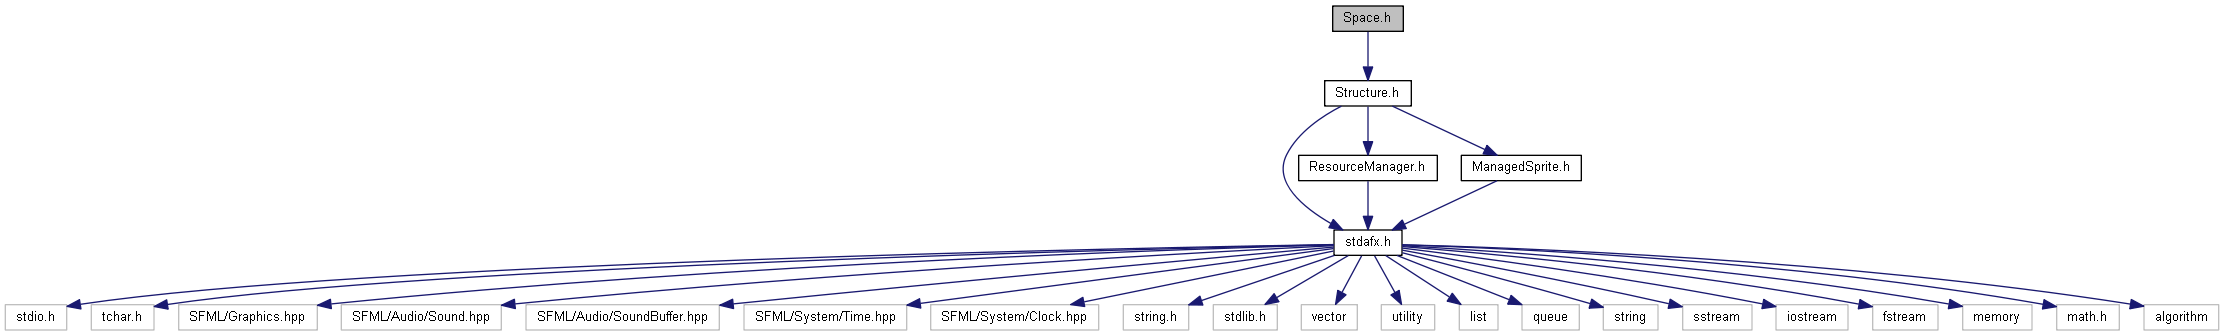 Space.h
Structure.h
ResourceManager.h
ManagedSprite.h
stdafx.h
stdio.h
tchar.h
SFML/Graphics.hpp
SFML/Audio/Sound.hpp
SFML/Audio/SoundBuffer.hpp
SFML/System/Time.hpp
SFML/System/Clock.hpp
string.h
stdlib.h
vector
utility
list
queue
string
sstream
iostream
fstream
memory
math.h
algorithm